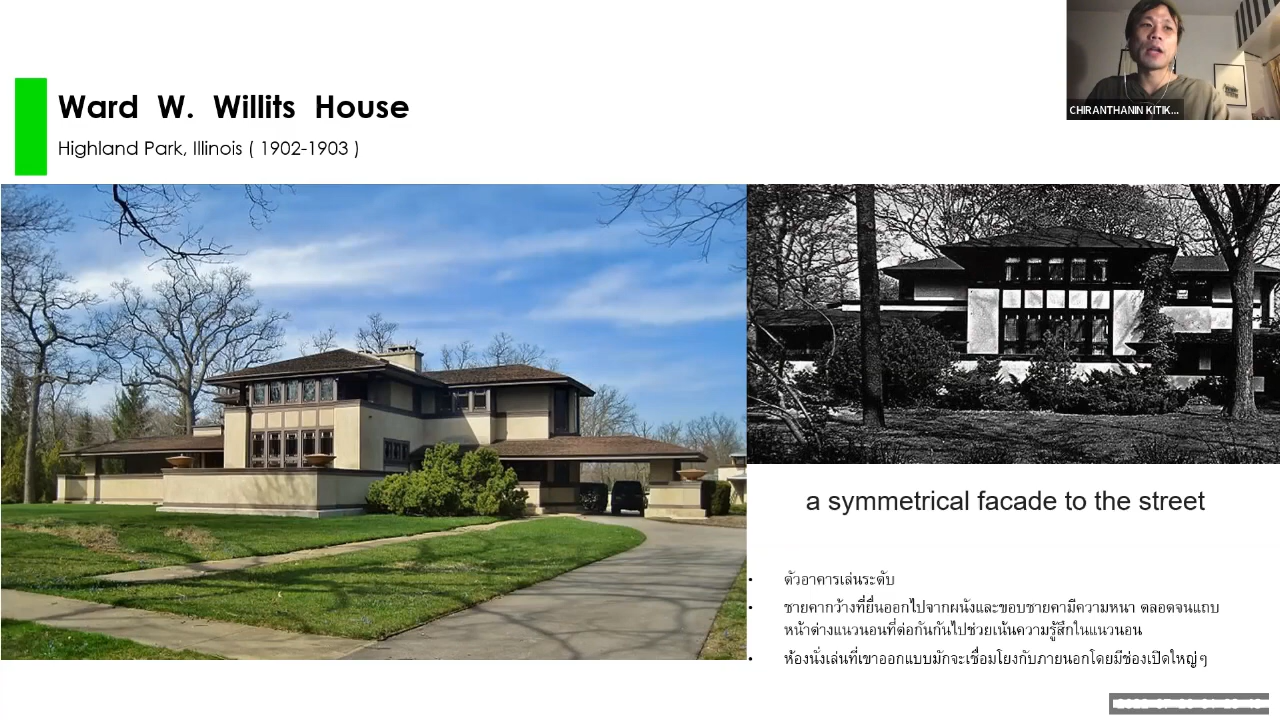 Ward W. Willits House
Highland Park, Illinois ( 1902-1903 )
CHIRANTHANIN KITIK...
a symmetrical facade to the street
• ตัวอาคารเล่นระดับ
• ชายคากว้างที่ยื่นออกไปจากผนังและขอบชายคามีความหนา ตลอดจนแถบ
หน้าต่างแนวนอนที่ต่อกันกันไปช่วยเน้นความรู้สึกในแนวนอน
• ห้องนั่งเล่นที่เขาออกแบบมักจะเชื่อมโยงกับภายนอกโดยมีช่องเปิดใหญ่ๆ